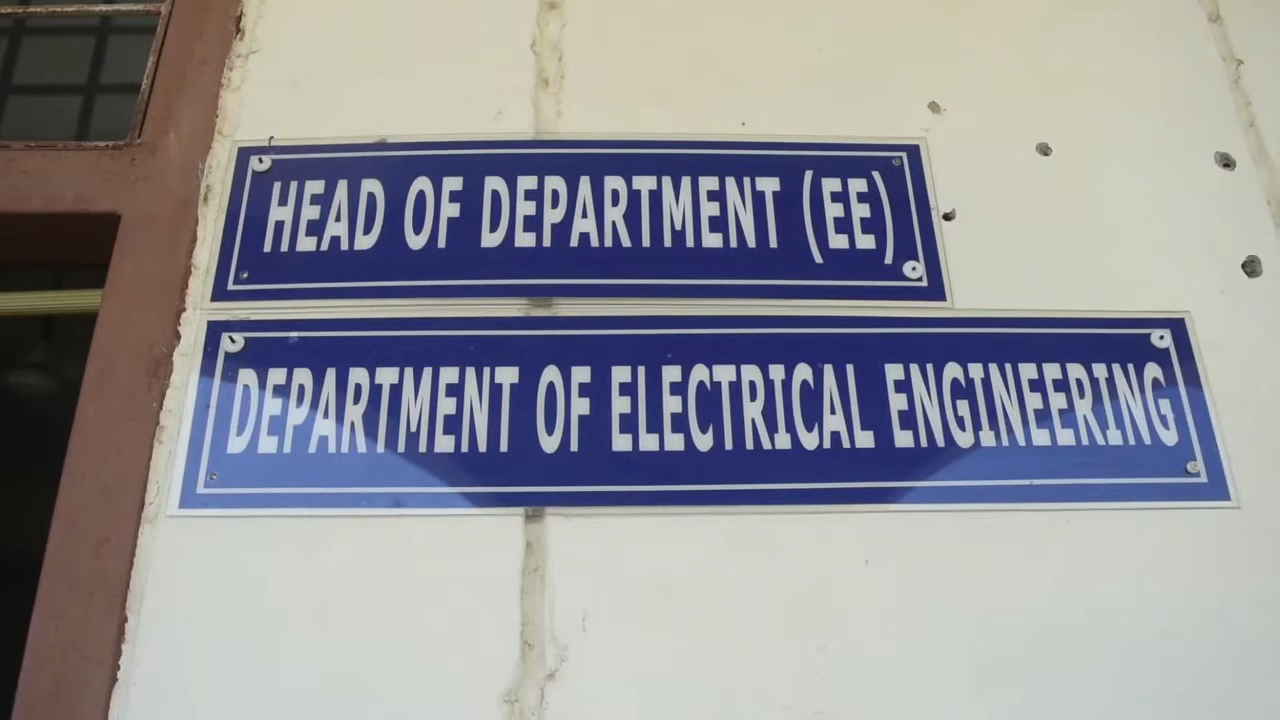 HEAD OF DEPARTMENT (EE)
DEPARTMENT OF ELECTRICAL ENGINEERING